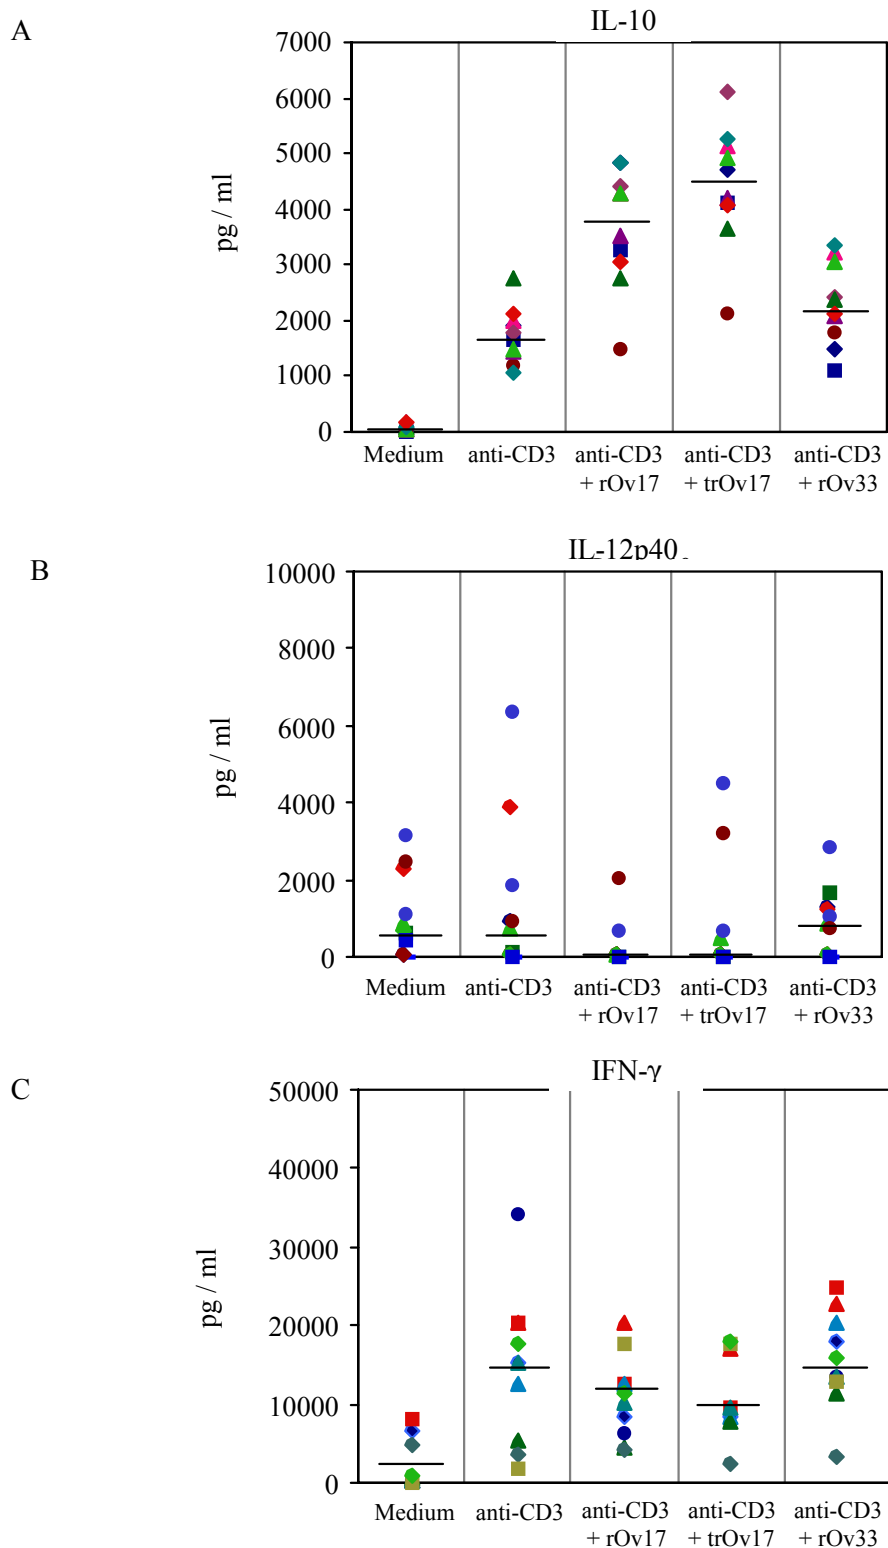 A
IL-10
7000
6000
5000
4000
3000
2000
1000
0
pg / ml
Medium
anti-CD3
anti-CD3
+ rOv17
anti-CD3
+ trOv17
anti-CD3
+ rOv33
B
IL-12p40
10000
8000
6000
4000
2000
0
pg / ml
Medium
anti-CD3
anti-CD3
+ rOv17
anti-CD3
+ trOv17
anti-CD3
+ rOv33
C
IFN-γ
50000
40000
30000
20000
10000
0
pg / ml
Medium
anti-CD3
anti-CD3
+ rOv17
anti-CD3
+ trOv17
anti-CD3
+ rOv33